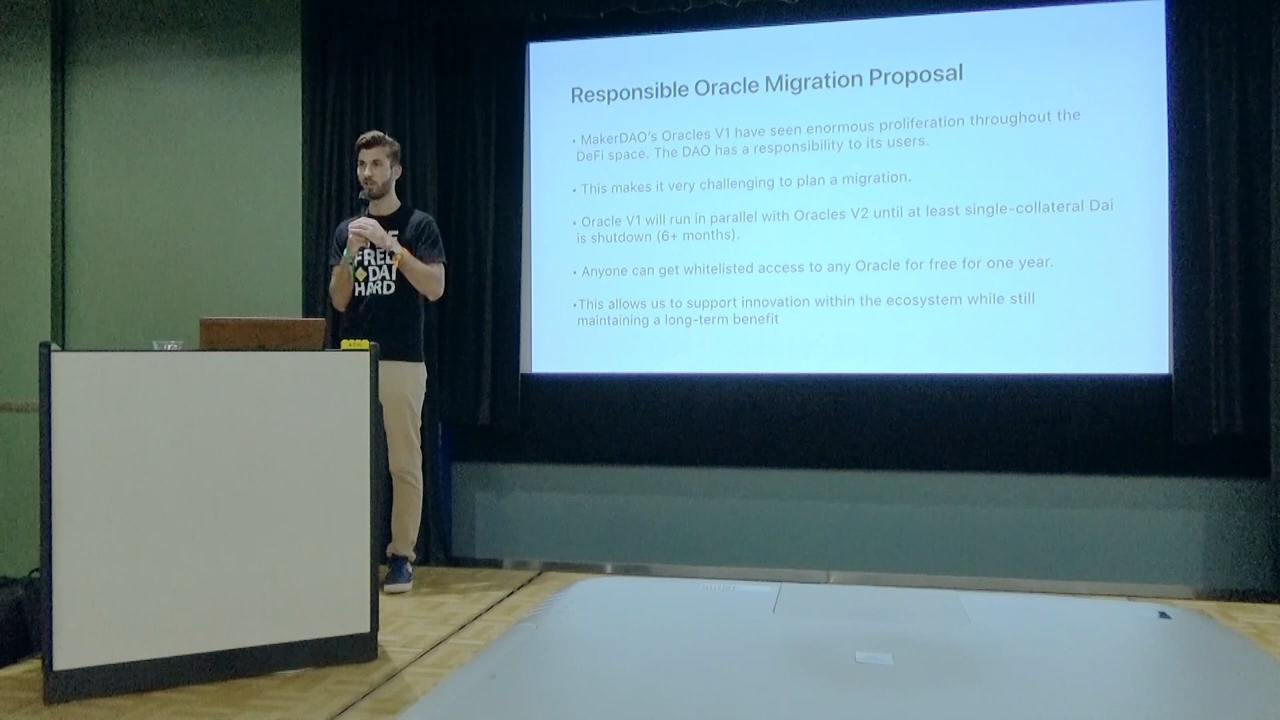 Responsible Oracle Migration Proposal
• MakerDAO's Oracles V1 have seen enormous proliferation throughout the
DeFi space. The DAO has a responsibility to its users.
• This makes it very challenging to plan a migration.
• Oracle V1 will run in parallel with Oracles V2 until at least single-collateral Dai
is shutdown (6+ months).
• Anyone can get whitelisted access to any Oracle for free for one year.
•This allows us to support innovation within the ecosystem while still
maintaining a long-term benefit
FREE
DAI
HARD